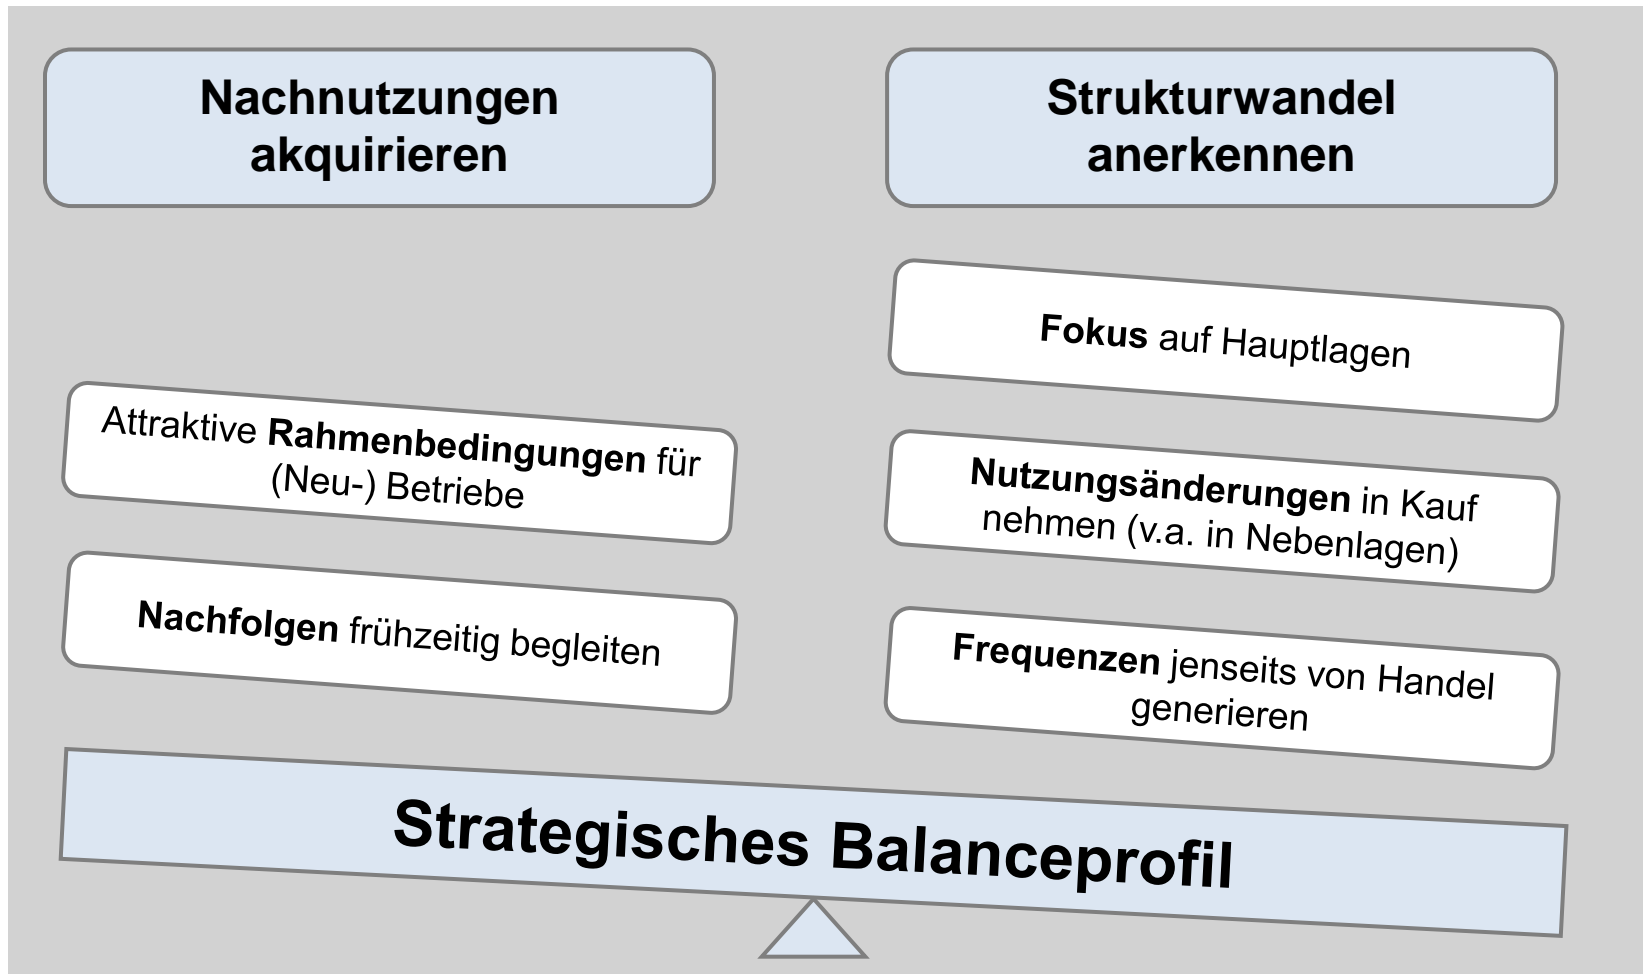 Nachnutzungen
akquirieren
Strukturwandel
anerkennen
Fokus auf Hauptlagen
Attraktive Rahmenbedingungen für
(Neu-) Betriebe
Nutzungsänderungen in Kauf
nehmen (v.a. in Nebenlagen)
Nachfolgen frühzeitig begleiten
Frequenzen jenseits von Handel
generieren
Strategisches Balanceprofil